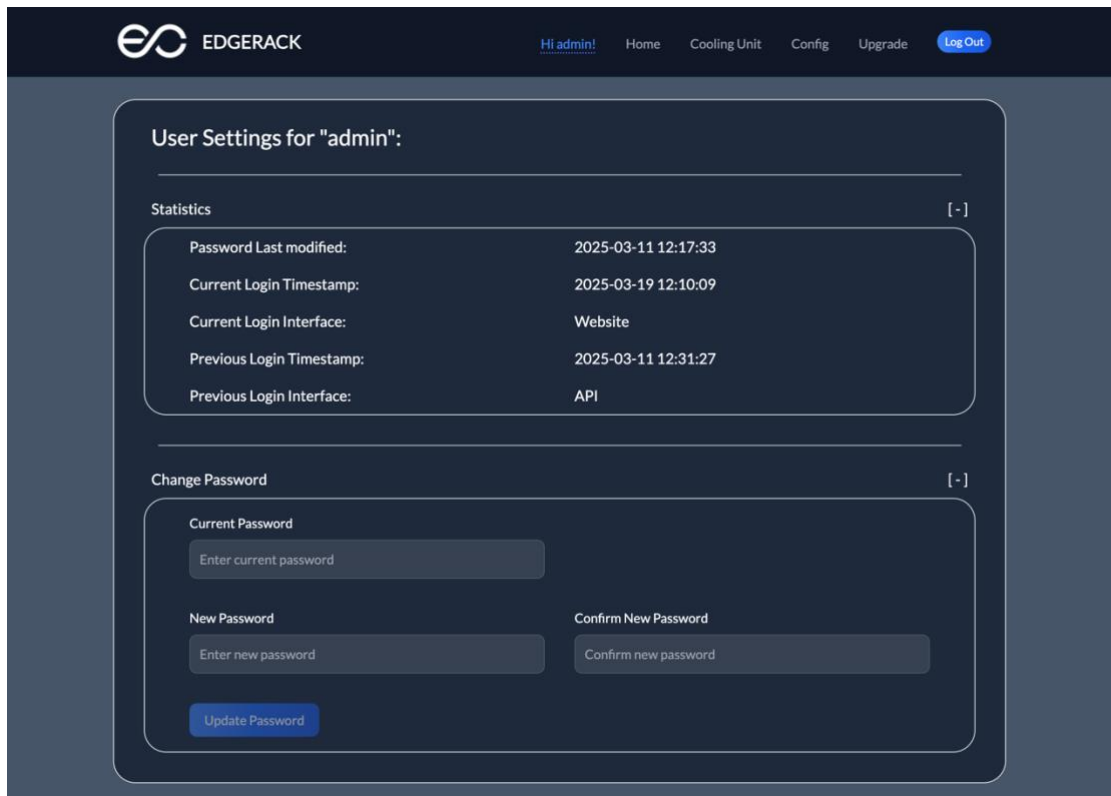 EDGERACK Hi admin! Home Cooling Unit Config Upgrade Log Out
User Settings for "admin":
Statistics [-]
Password Last modified: 2025-03-11 12:17:33
Current Login Timestamp: 2025-03-19 12:10:09
Current Login Interface: Website
Previous Login Timestamp: 2025-03-11 12:31:27
Previous Login Interface: API
Change Password [-]
Current Password
Enter current password
New Password Confirm New Password
Enter new password Confirm new password
Update Password